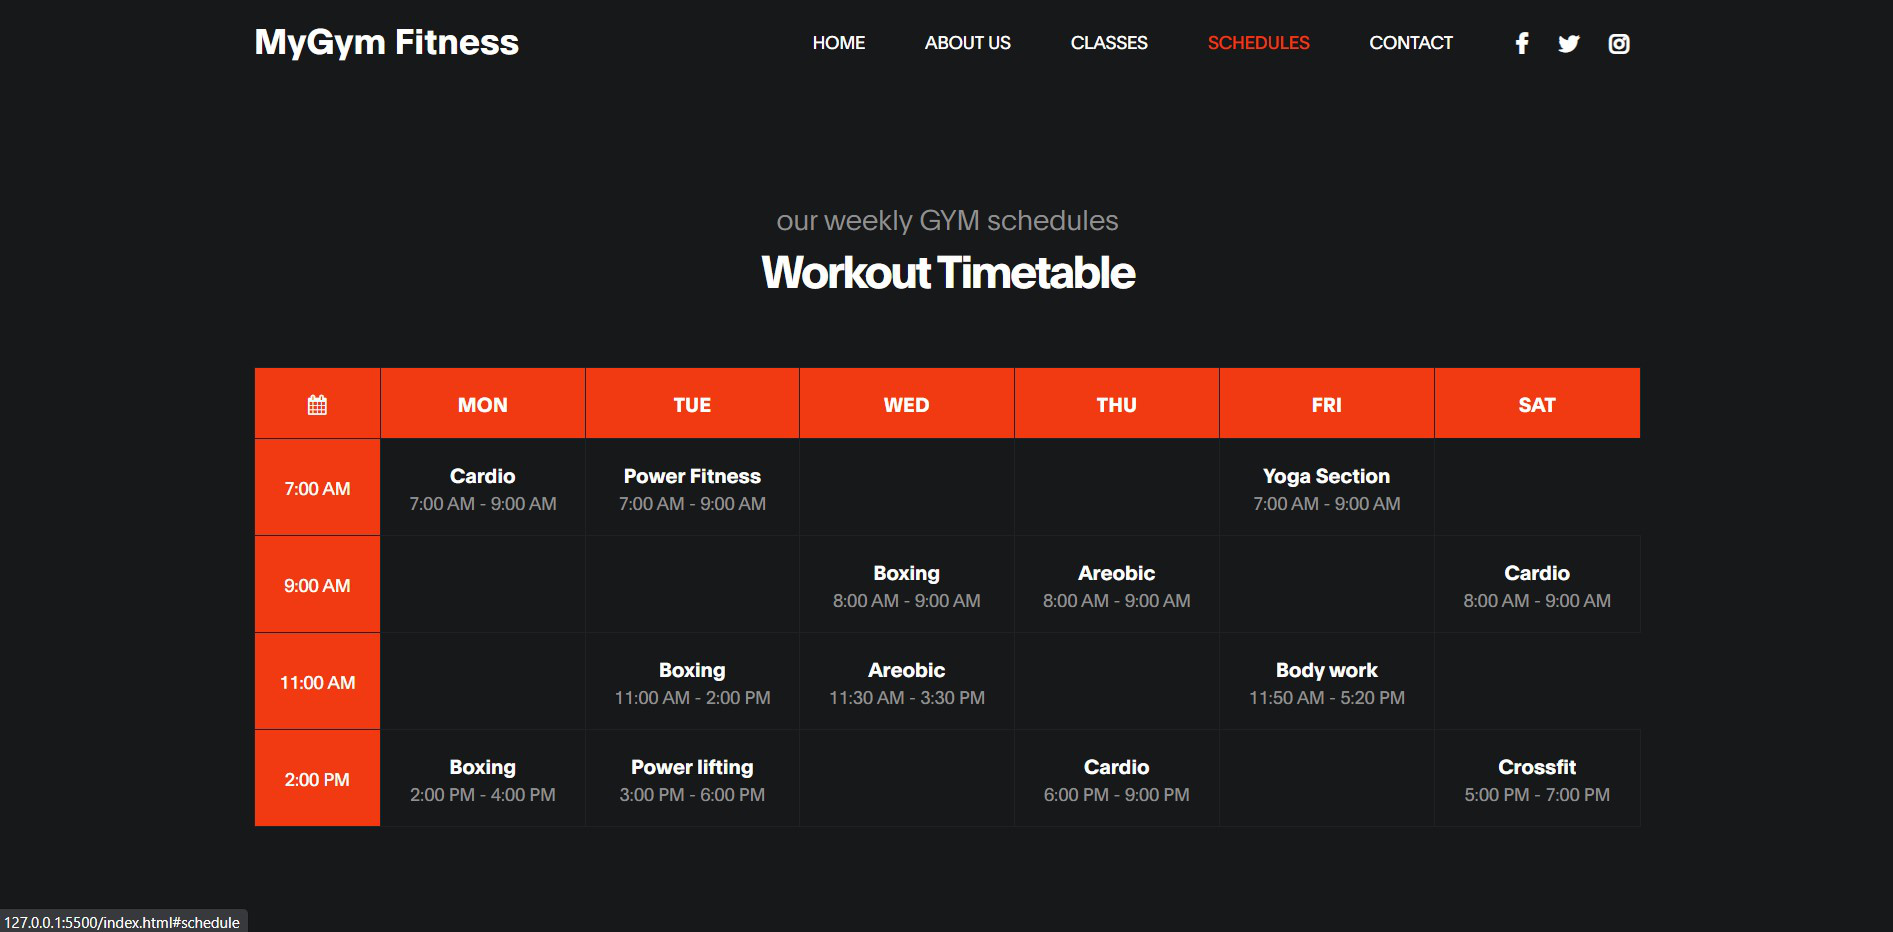 MyGym Fitness
HOME ABOUT US CLASSES SCHEDULES CONTACT
our weekly GYM schedules
Workout Timetable
MON TUE WED THU FRI SAT
7:00 AM
Cardio
7:00 AM - 9:00 AM
Power Fitness
7:00 AM - 9:00 AM
Yoga Section
7:00 AM - 9:00 AM
9:00 AM
Boxing
8:00 AM - 9:00 AM
Areobic
8:00 AM - 9:00 AM
Cardio
8:00 AM - 9:00 AM
11:00 AM
Boxing
11:00 AM - 2:00 PM
Areobic
11:30 AM - 3:30 PM
Body work
11:50 AM - 5:20 PM
2:00 PM
Boxing
2:00 PM - 4:00 PM
Power lifting
3:00 PM - 6:00 PM
Cardio
6:00 PM - 9:00 PM
Crossfit
5:00 PM - 7:00 PM
127.0.0.1:5500/index.html#schedule